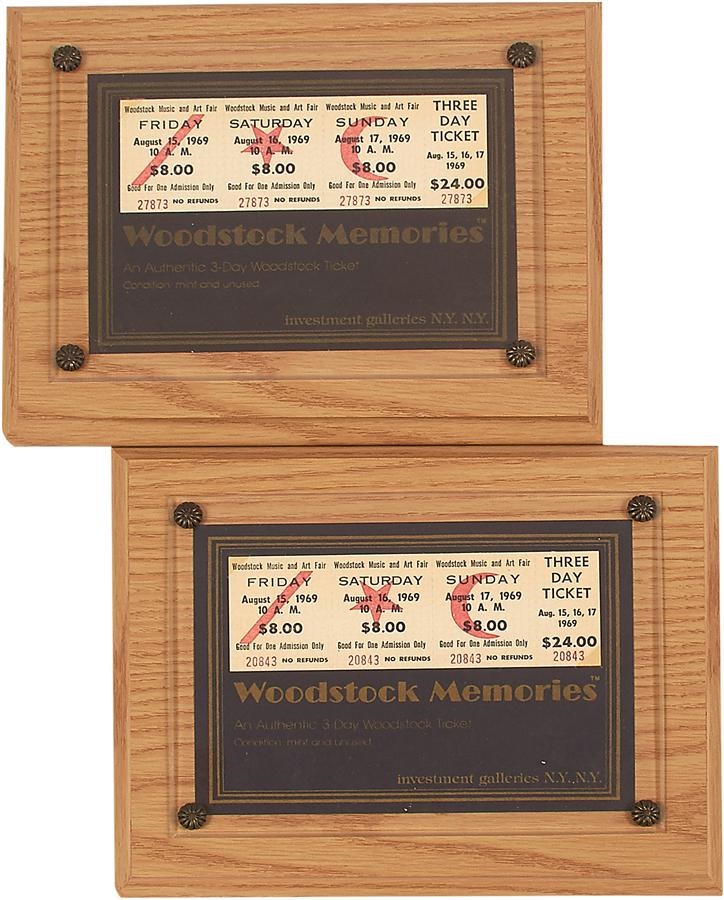 Woodstock Music and Art Fair Woodstock Music and Art Fair Woodstock Music and Art Fair THREE
FRIDAY SATURDAY SUNDAY DAY
August 15, 1969 August 16, 1969 August 17, 1969 TICKET
10 A. M. 10 A. M. 10 A. M. Aug. 15, 16, 17
$8.00 $8.00 $8.00 1969
Good For One Admission Only Good For One Admission Only Good For One Admission Only $24.00
27873 NO REFUNDS 27873 NO REFUNDS 27873 NO REFUNDS 27873
Woodstock Memories™
An Authentic 3-Day Woodstock Ticket
Condition: mint and unused.
investment galleries N.Y. N.Y.
Woodstock Music and Art Fair Woodstock Music and Art Fair Woodstock Music and Art Fair THREE
FRIDAY SATURDAY SUNDAY DAY
August 15, 1969 August 16, 1969 August 17, 1969 TICKET
10 A. M. 10 A. M. 10 A. M. Aug. 15, 16, 17
$8.00 $8.00 $8.00 1969
Good For One Admission Only Good For One Admission Only Good For One Admission Only $24.00
20843 NO REFUNDS 20843 NO REFUNDS 20843 NO REFUNDS 20843
Woodstock Memories™
An Authentic 3-Day Woodstock Ticket
Condition: mint and unused.
investment galleries N.Y. N.Y.